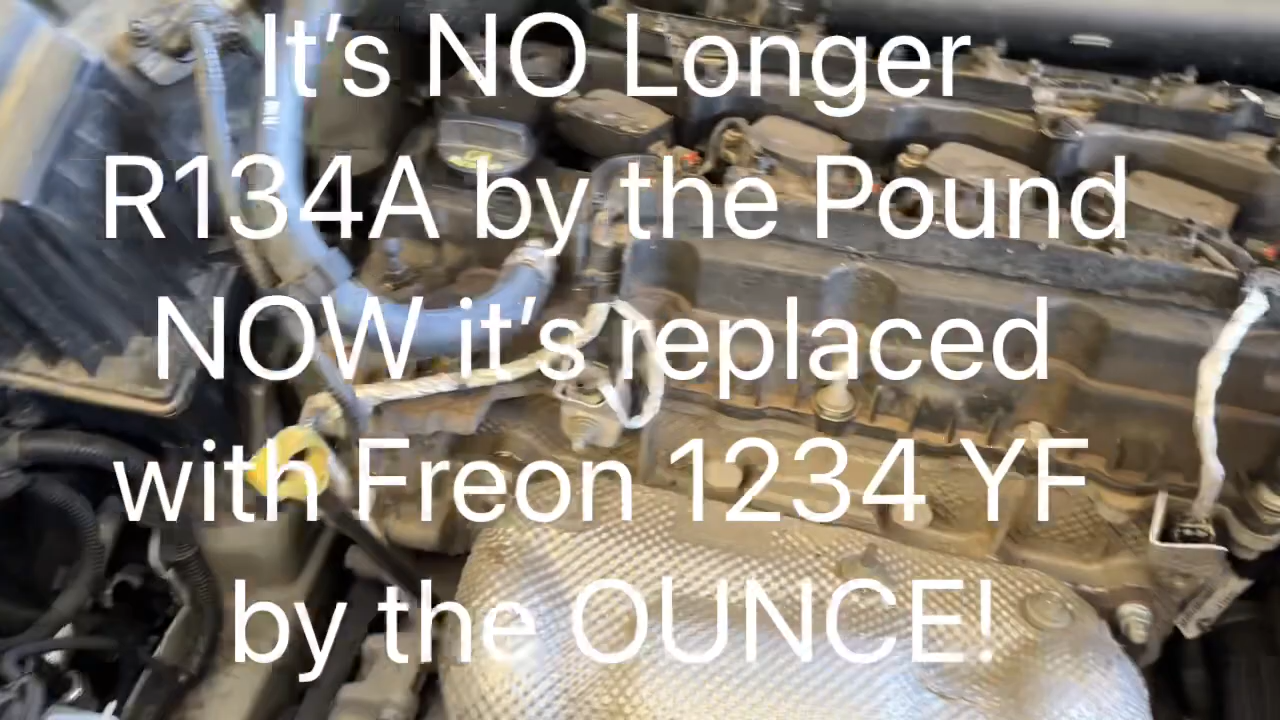 It’s NO Longer
R134A by the Pound
NOW it’s replaced
with Freon 1234 YF
by the OUNCE!